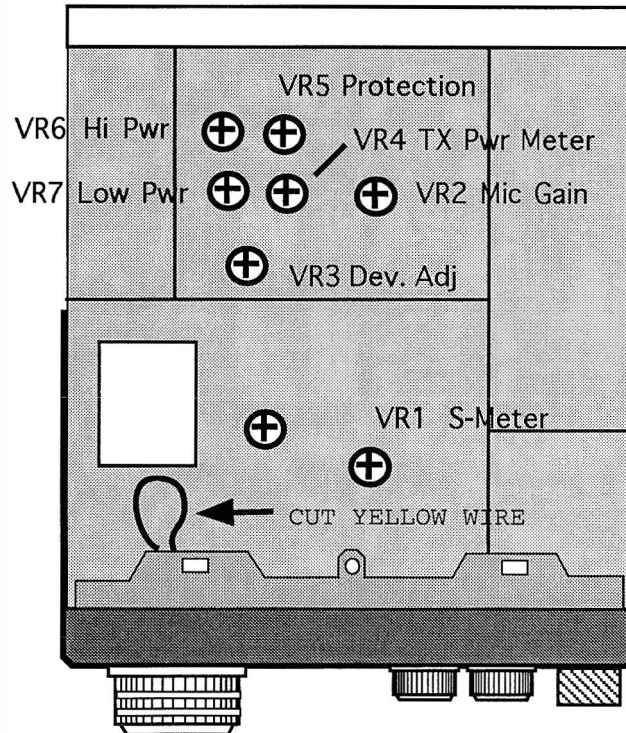 VR5 Protection
VR6 Hi Pwr
VR4 TX Pwr Meter
VR7 Low Pwr
VR2 Mic Gain
VR3 Dev. Adj
VR1 S-Meter
CUT YELLOW WIRE